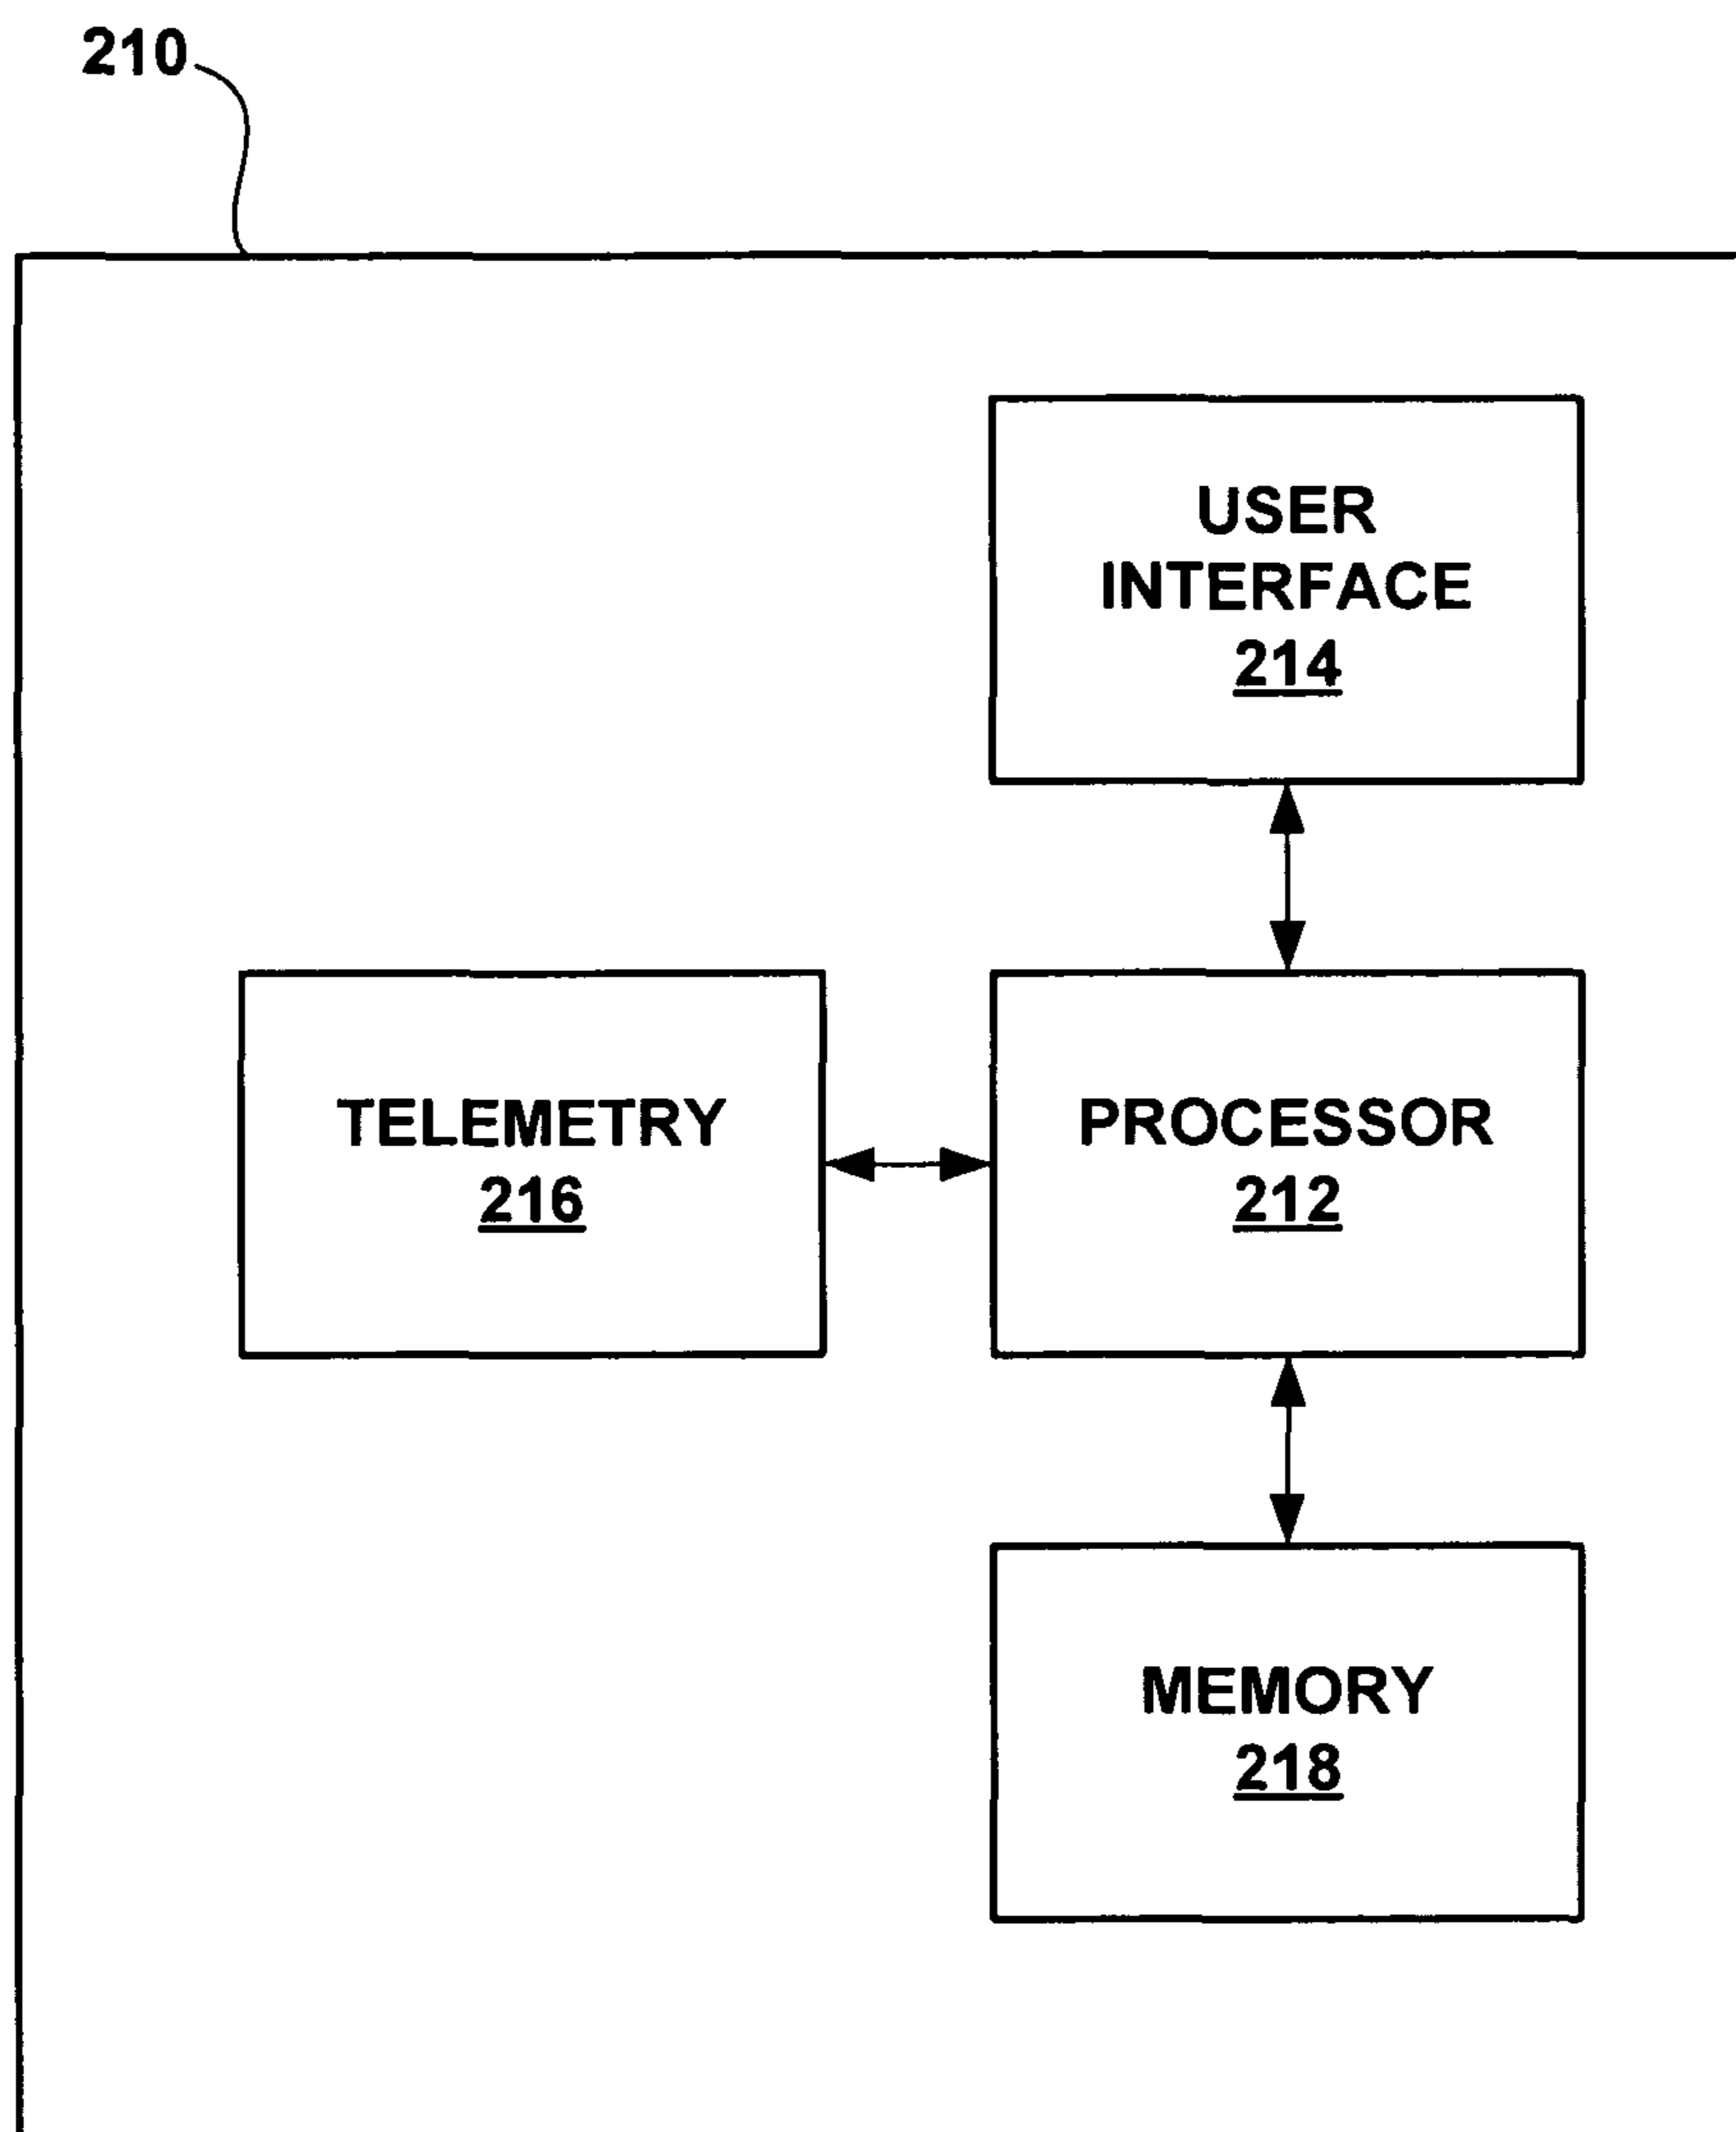 210
USER
INTERFACE
214
TELEMETRY
216
PROCESSOR
212
MEMORY
218